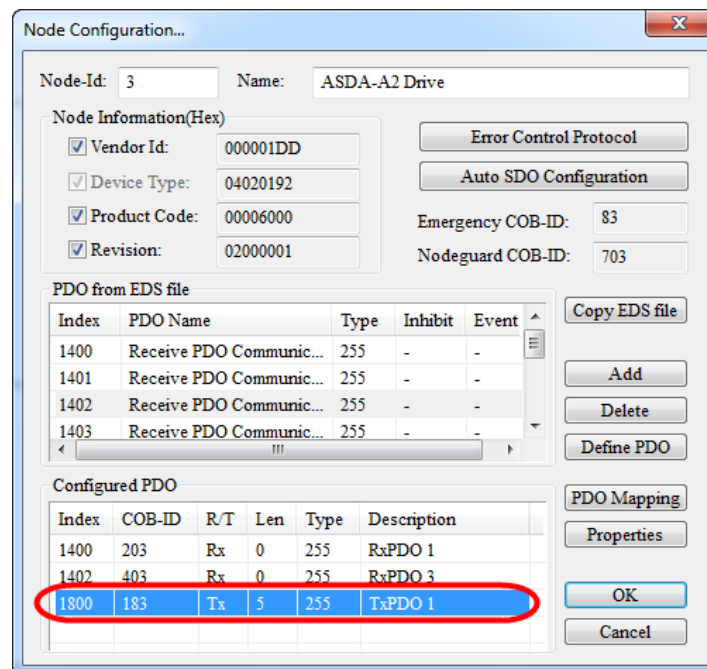 Node Configuration...
Node-Id: 3 Name: ASDA-A2 Drive
Node Information(Hex)
Vendor Id: 000001DD
Device Type: 04020192
Product Code: 00006000
Revision: 02000001
Error Control Protocol
Auto SDO Configuration
Emergency COB-ID: 83
Nodeguard COB-ID: 703
PDO from EDS file
Index PDO Name Type Inhibit Event
1400 Receive PDO Communic... 255 - -
1401 Receive PDO Communic... 255 - -
1402 Receive PDO Communic... 255 - -
1403 Receive PDO Communic... 255 - -
Copy EDS file
Add
Delete
Define PDO
Configured PDO
Index COB-ID R/T Len Type Description
1400 203 Rx 0 255 RxPDO 1
1402 403 Rx 0 255 RxPDO 3
1800 183 Tx 5 255 TxPDO 1
PDO Mapping
Properties
OK
Cancel